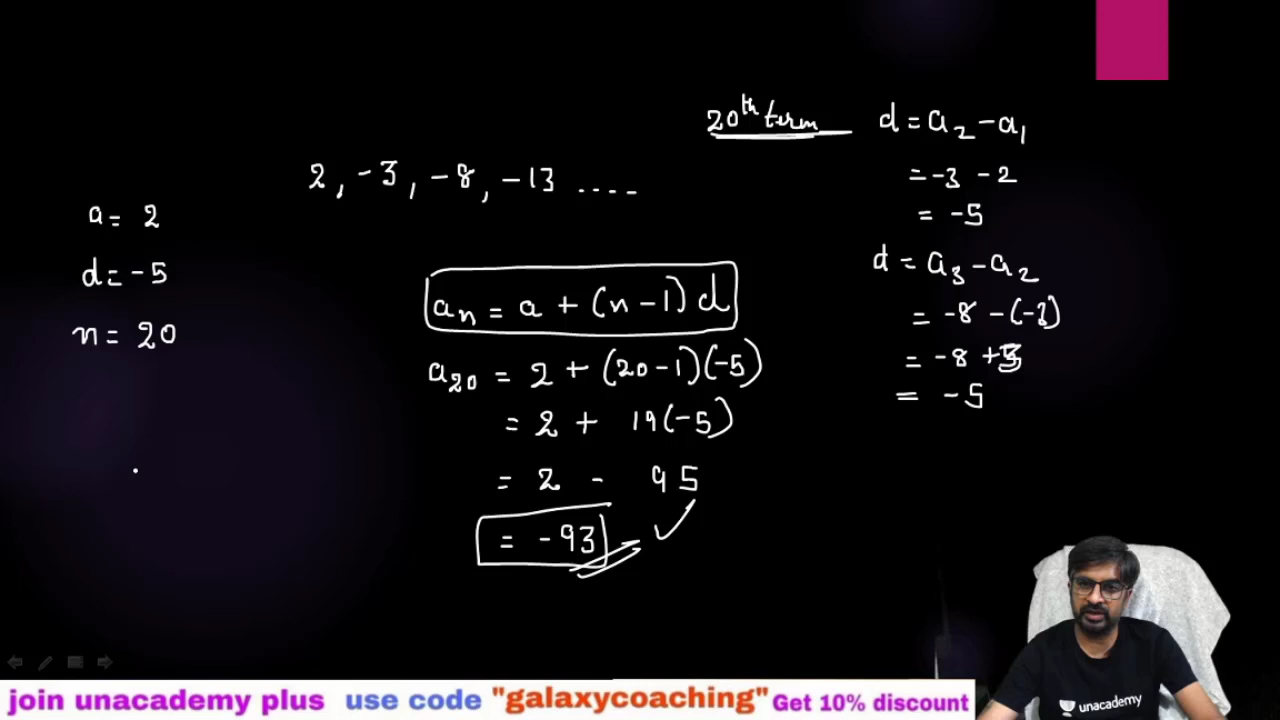 20th term
2, -3, -8, -13 ....
a = 2
d = -5
n = 20
an = a + (n-1) d
a20 = 2 + (20-1)(-5)
= 2 + 19(-5)
= 2 - 95
= -93
d = a2 - a1
= -3 - 2
= -5
d = a3 - a2
= -8 - (-3)
= -8 + 3
= -5
unacademy
join unacademy plus use code "galaxycoaching" Get 10% discount